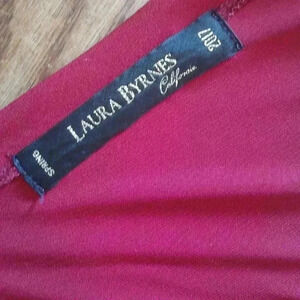 SPRING
LAURA BYRNES
California
2017